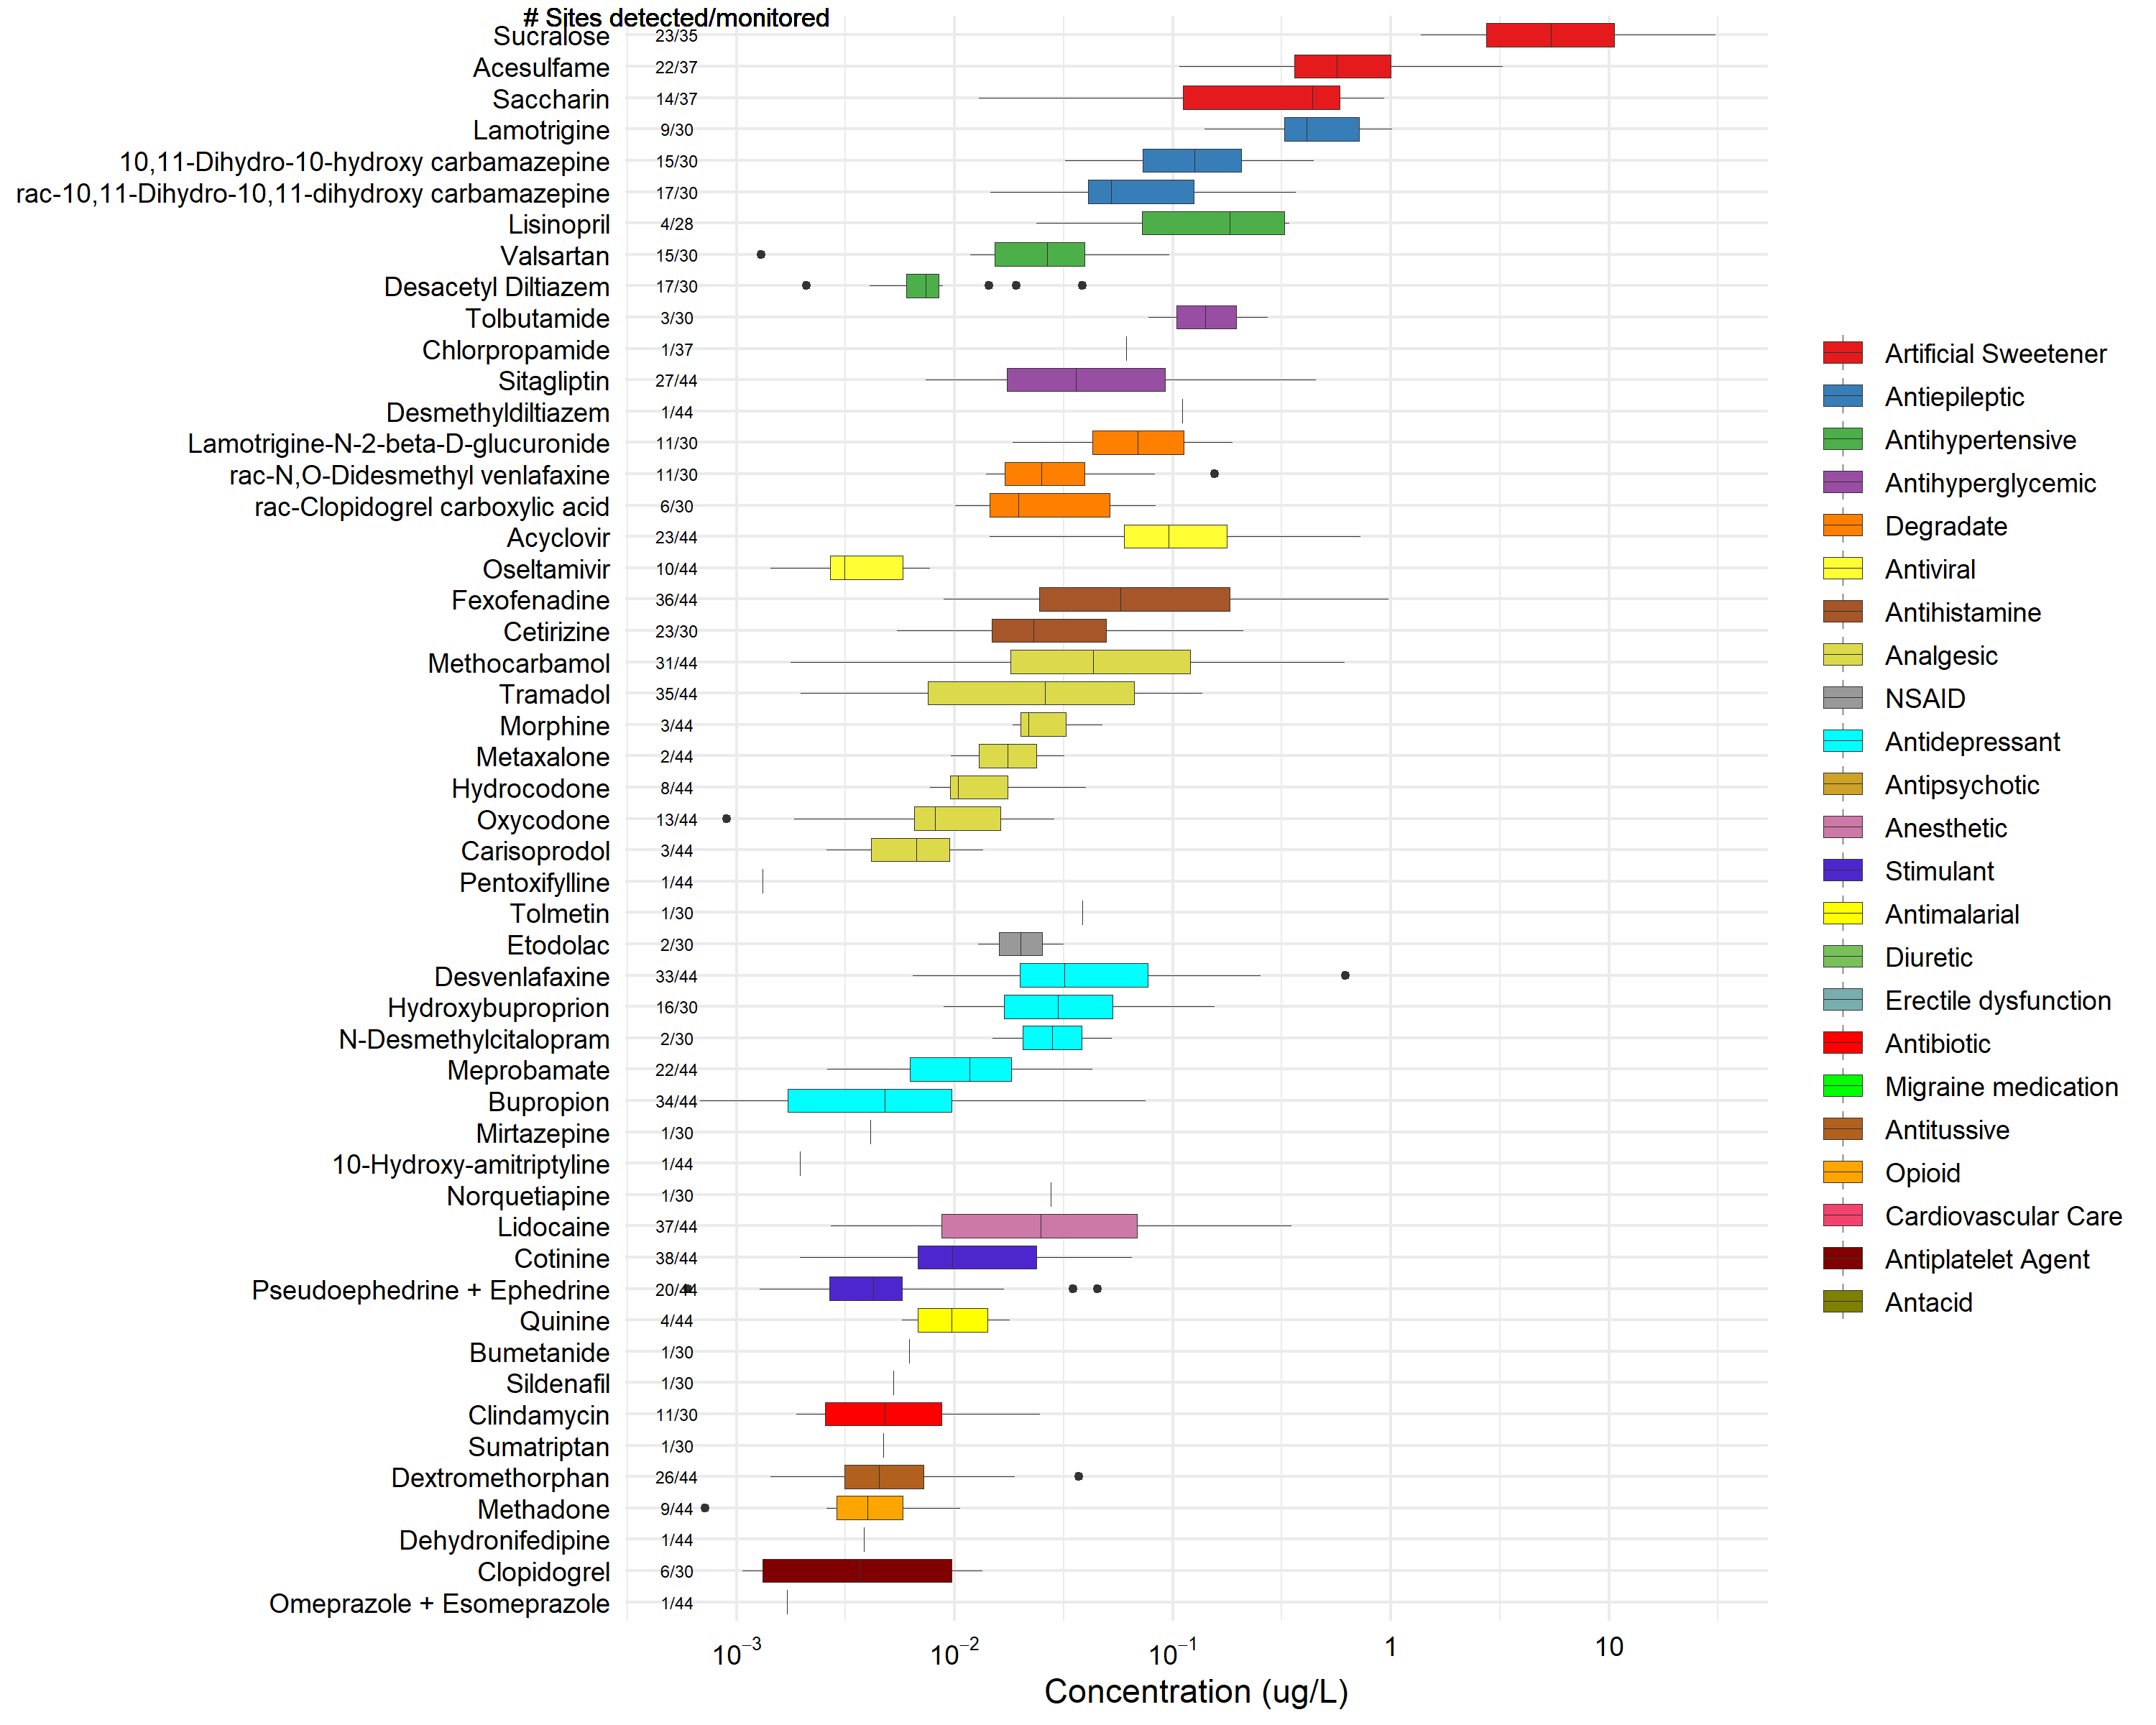 # Sites detected/monitored
Sucralose 23/35
Acesulfame 22/37
Saccharin 14/37
Lamotrigine 9/30
10,11-Dihydro-10-hydroxy carbamazepine 15/30
rac-10,11-Dihydro-10,11-dihydroxy carbamazepine 17/30
Lisinopril 4/28
Valsartan 15/30
Desacetyl Diltiazem 17/30
Tolbutamide 3/30
Chlorpropamide 1/37
Sitagliptin 27/44
Desmethyldiltiazem 1/44
Lamotrigine-N-2-beta-D-glucuronide 11/30
rac-N,O-Didesmethyl venlafaxine 11/30
rac-Clopidogrel carboxylic acid 6/30
Acyclovir 23/44
Oseltamivir 10/44
Fexofenadine 36/44
Cetirizine 23/30
Methocarbamol 31/44
Tramadol 35/44
Morphine 3/44
Metaxalone 2/44
Hydrocodone 8/44
Oxycodone 13/44
Carisoprodol 3/44
Pentoxifylline 1/44
Tolmetin 1/30
Etodolac 2/30
Desvenlafaxine 33/44
Hydroxybuproprion 16/30
N-Desmethylcitalopram 2/30
Meprobamate 22/44
Bupropion 34/44
Mirtazepine 1/30
10-Hydroxy-amitriptyline 1/44
Norquetiapine 1/30
Lidocaine 37/44
Cotinine 38/44
Pseudoephedrine + Ephedrine 20/44
Quinine 4/44
Bumetanide 1/30
Sildenafil 1/30
Clindamycin 11/30
Sumatriptan 1/30
Dextromethorphan 26/44
Methadone 9/44
Dehydronifedipine 1/44
Clopidogrel 6/30
Omeprazole + Esomeprazole 1/44
10⁻³ 10⁻² 10⁻¹ 1 10
Concentration (ug/L)
Artificial Sweetener
Antiepileptic
Antihypertensive
Antihyperglycemic
Degradate
Antiviral
Antihistamine
Analgesic
NSAID
Antidepressant
Antipsychotic
Anesthetic
Stimulant
Antimalarial
Diuretic
Erectile dysfunction
Antibiotic
Migraine medication
Antitussive
Opioid
Cardiovascular Care
Antiplatelet Agent
Antacid